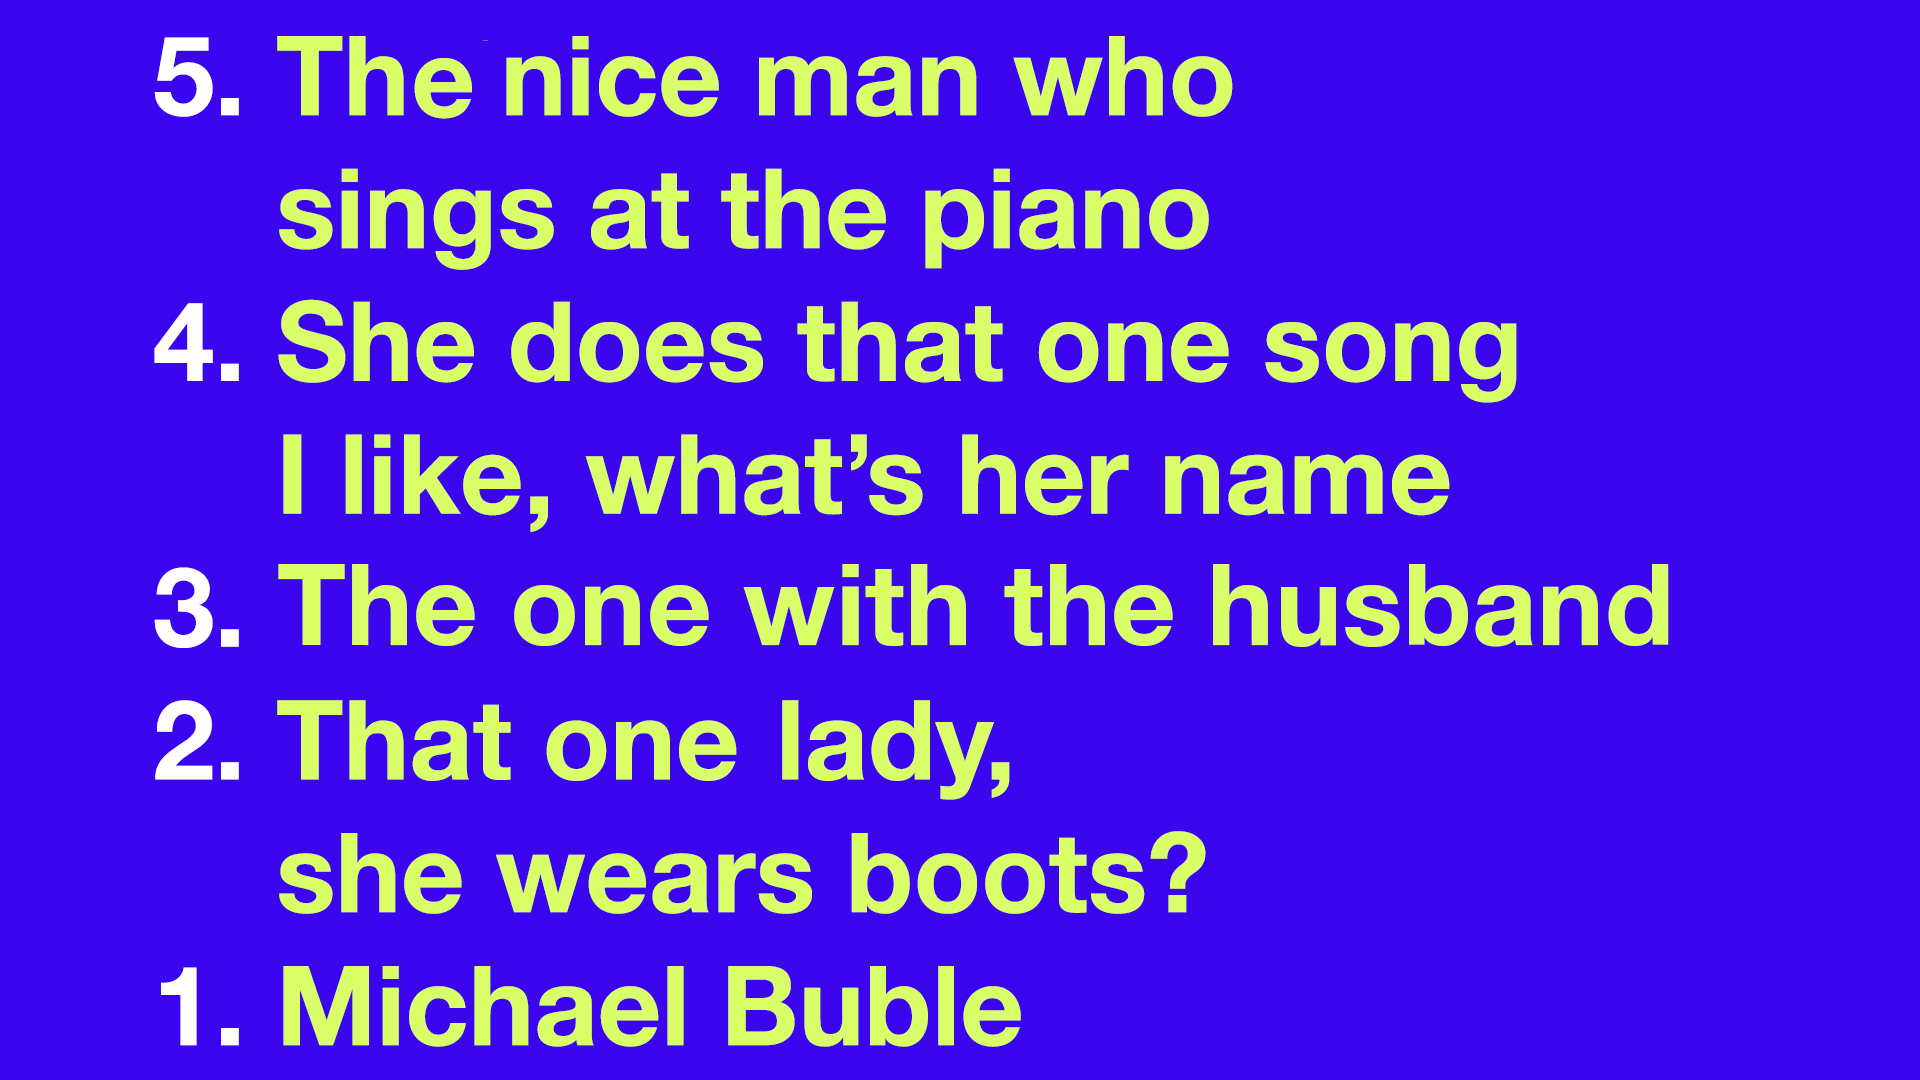 5. The nice man who
sings at the piano
4. She does that one song
I like, what’s her name
3. The one with the husband
2. That one lady,
she wears boots?
1. Michael Buble